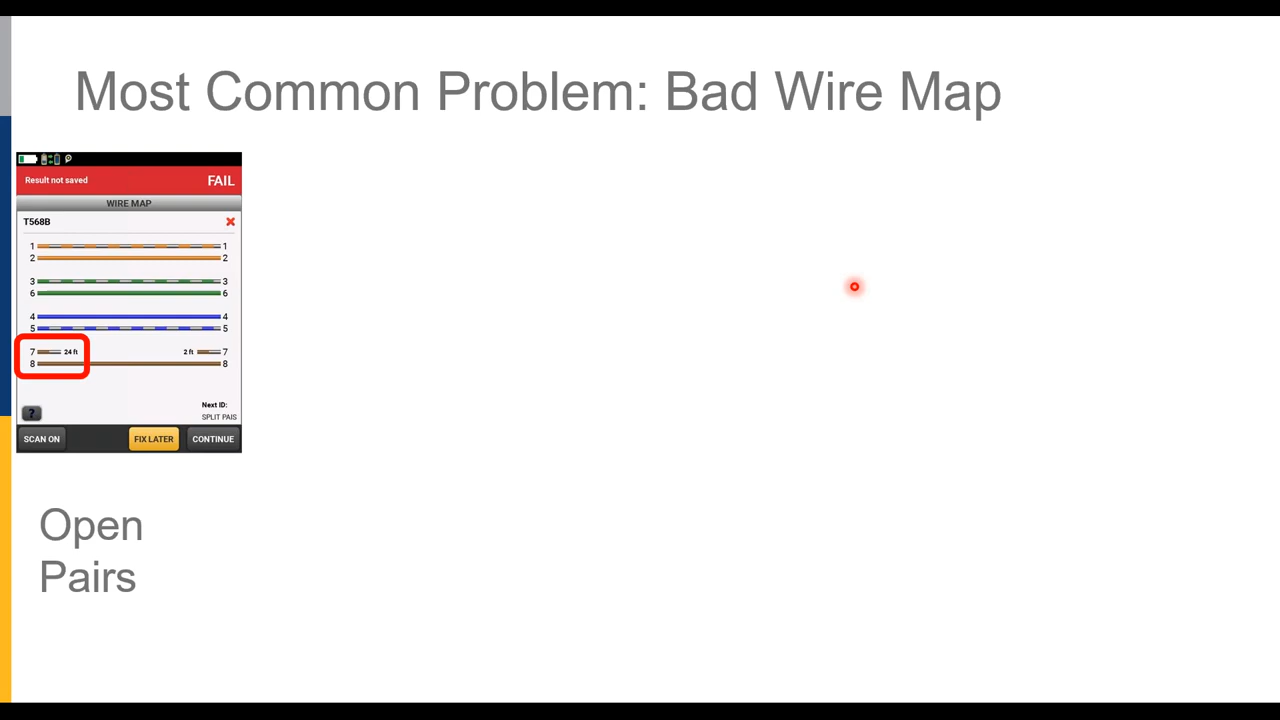 Most Common Problem: Bad Wire Map
Result not saved FAIL
WIRE MAP
T568B
1 1
2 2
3 3
6 6
4 4
5 5
7 24 ft 2 ft 7
8 8
Next ID:
? SPLIT PAIS
SCAN ON FIX LATER CONTINUE
Open
Pairs